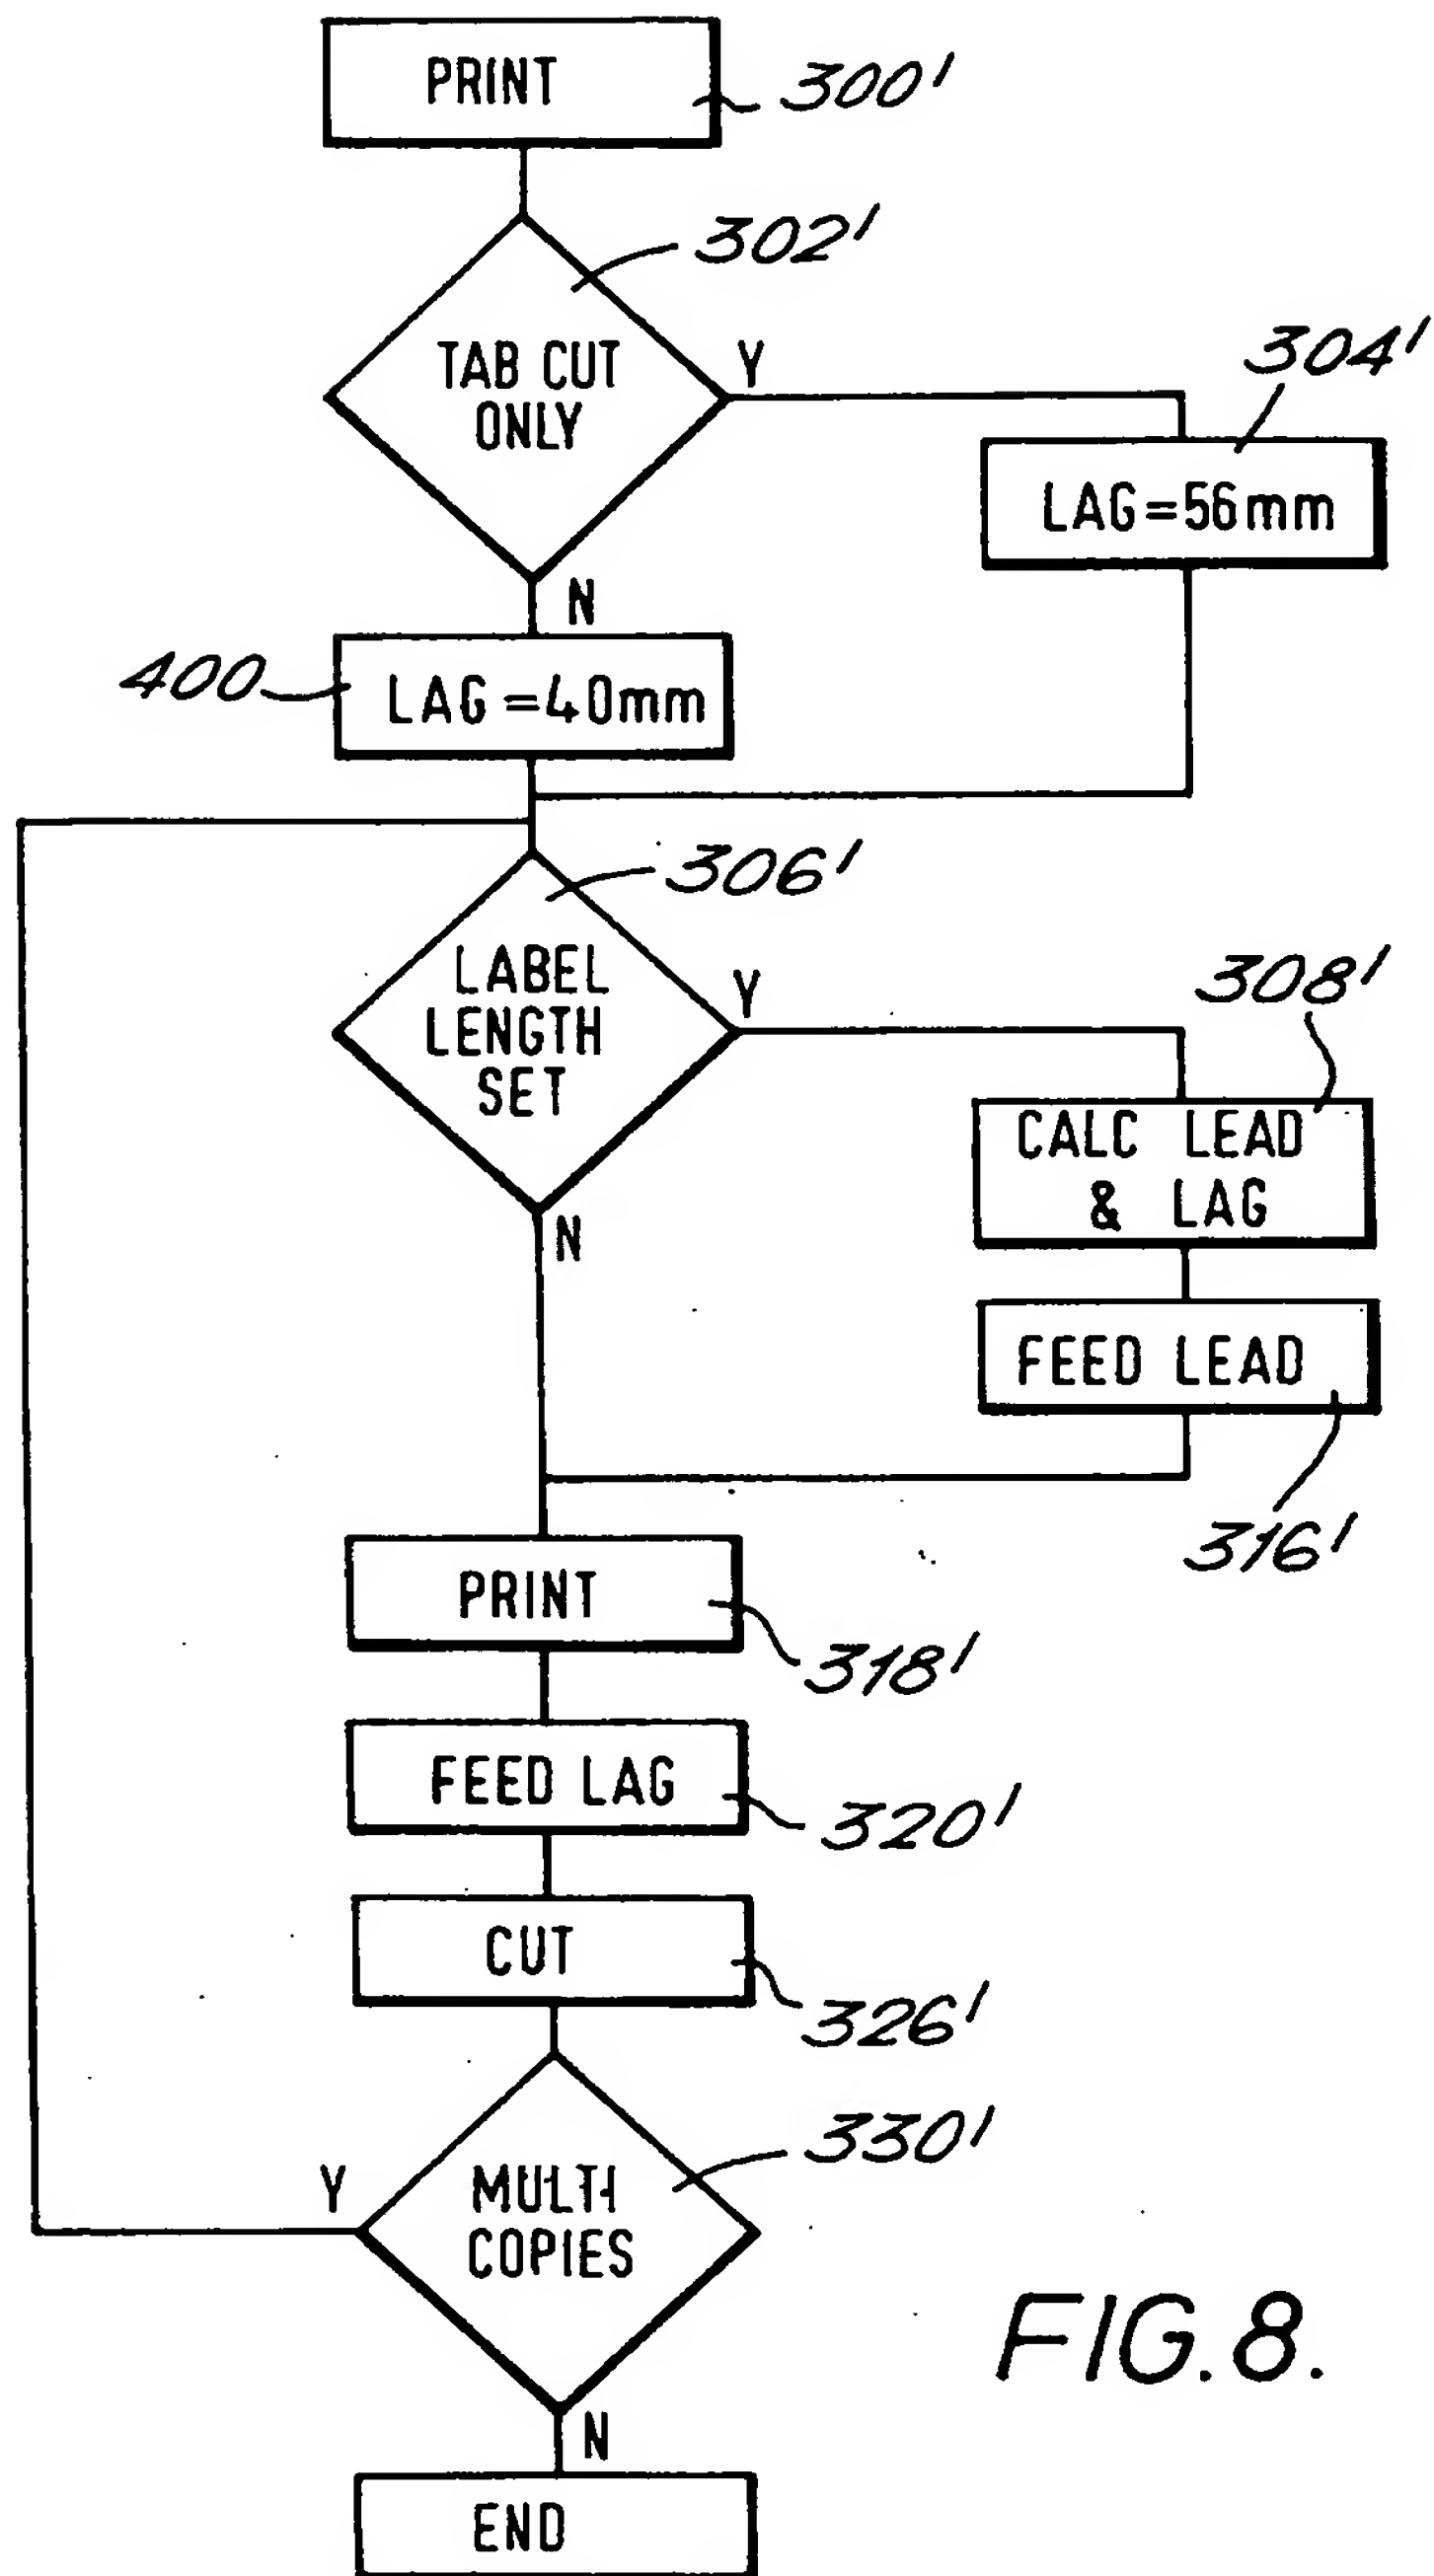 PRINT
300'
302'
TAB CUT
ONLY
Y
304'
LAG=56mm
N
400
LAG=40mm
306'
LABEL
LENGTH
SET
Y
308'
CALC LEAD
& LAG
N
FEED LEAD
316'
PRINT
318'
FEED LAG
320'
CUT
326'
330'
Y
MULTI
COPIES
FIG.8.
N
END